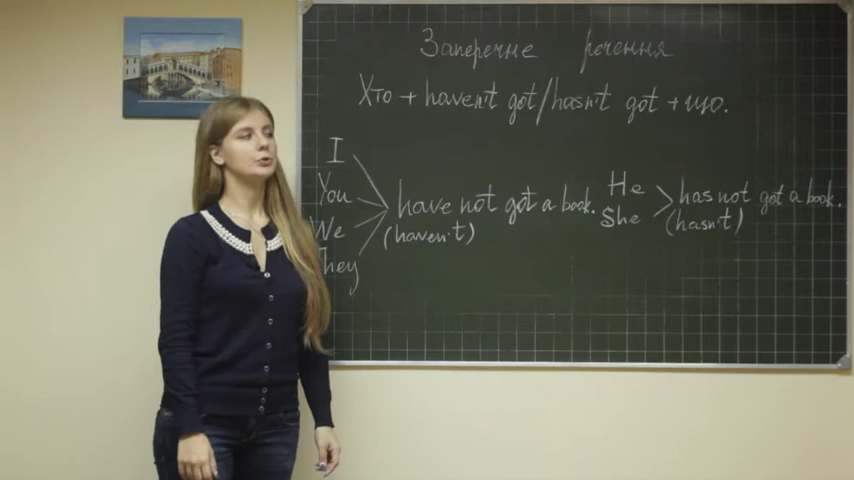 Заперечне речення
Хто + haven't got/hasn't got + що.
I
You
We
They
have not got a book.
(haven't)
He
She
has not got a book.
(hasn't)